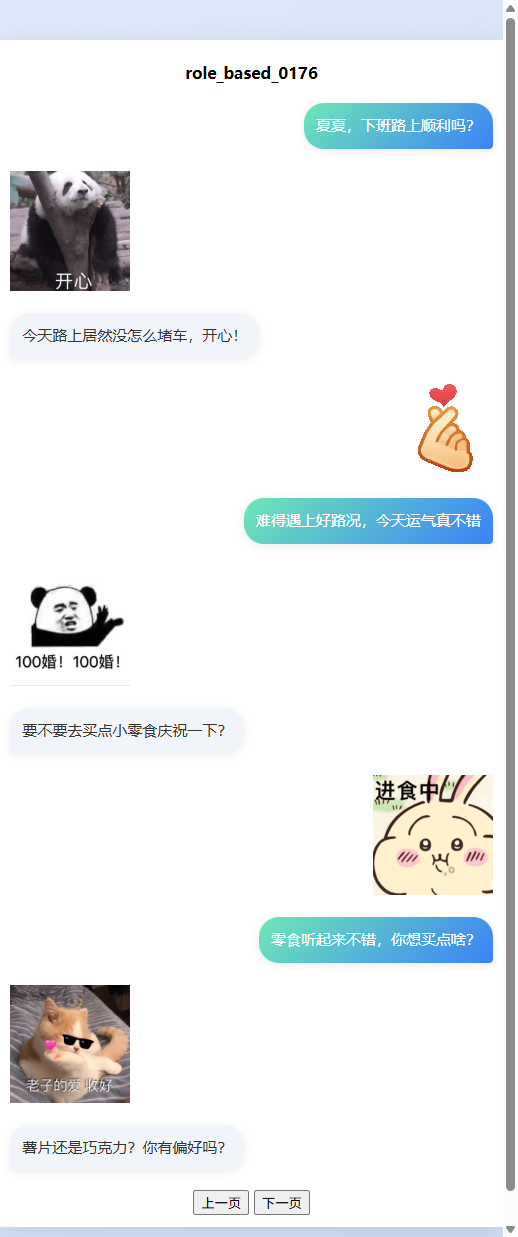 role_based_0176
夏夏，下班路上顺利吗？
开心
今天路上居然没怎么堵车，开心！
难得遇上好路况，今天运气真不错
100婚！100婚！
要不要去买点小零食庆祝一下？
进食中
零食听起来不错，你想买点啥？
老子的爱 收好
薯片还是巧克力？你有偏好吗？
上一页 下一页